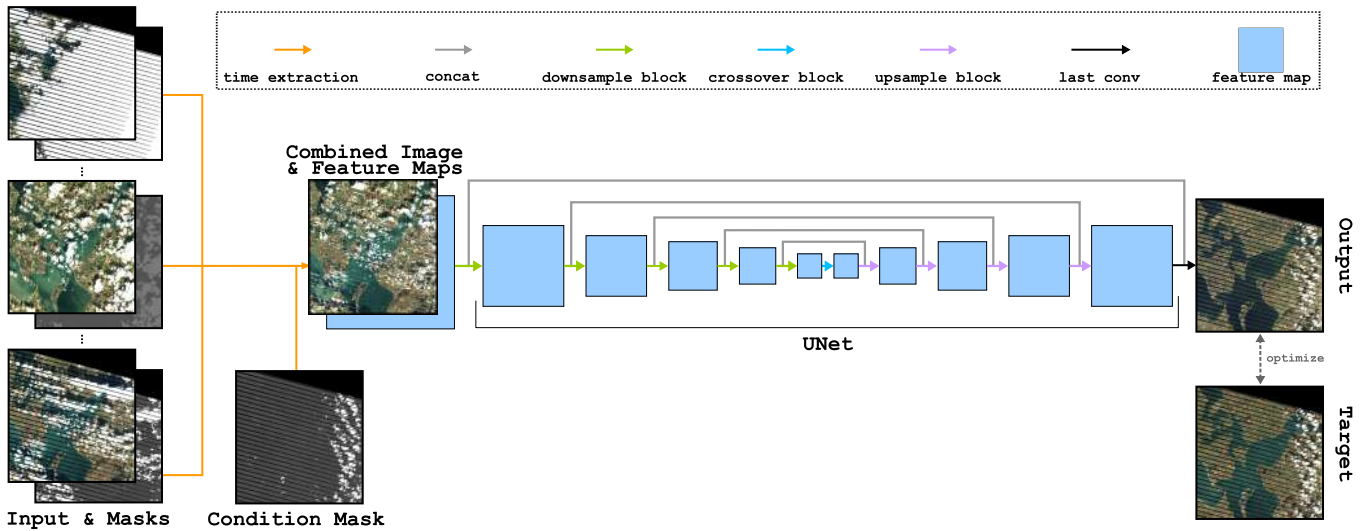 time extraction
concat
downsample block
crossover block
upsample block
last conv
feature map
⋮
Combined Image
& Feature Maps
⋮
UNet
Output
optimize
Target
Input & Masks
Condition Mask